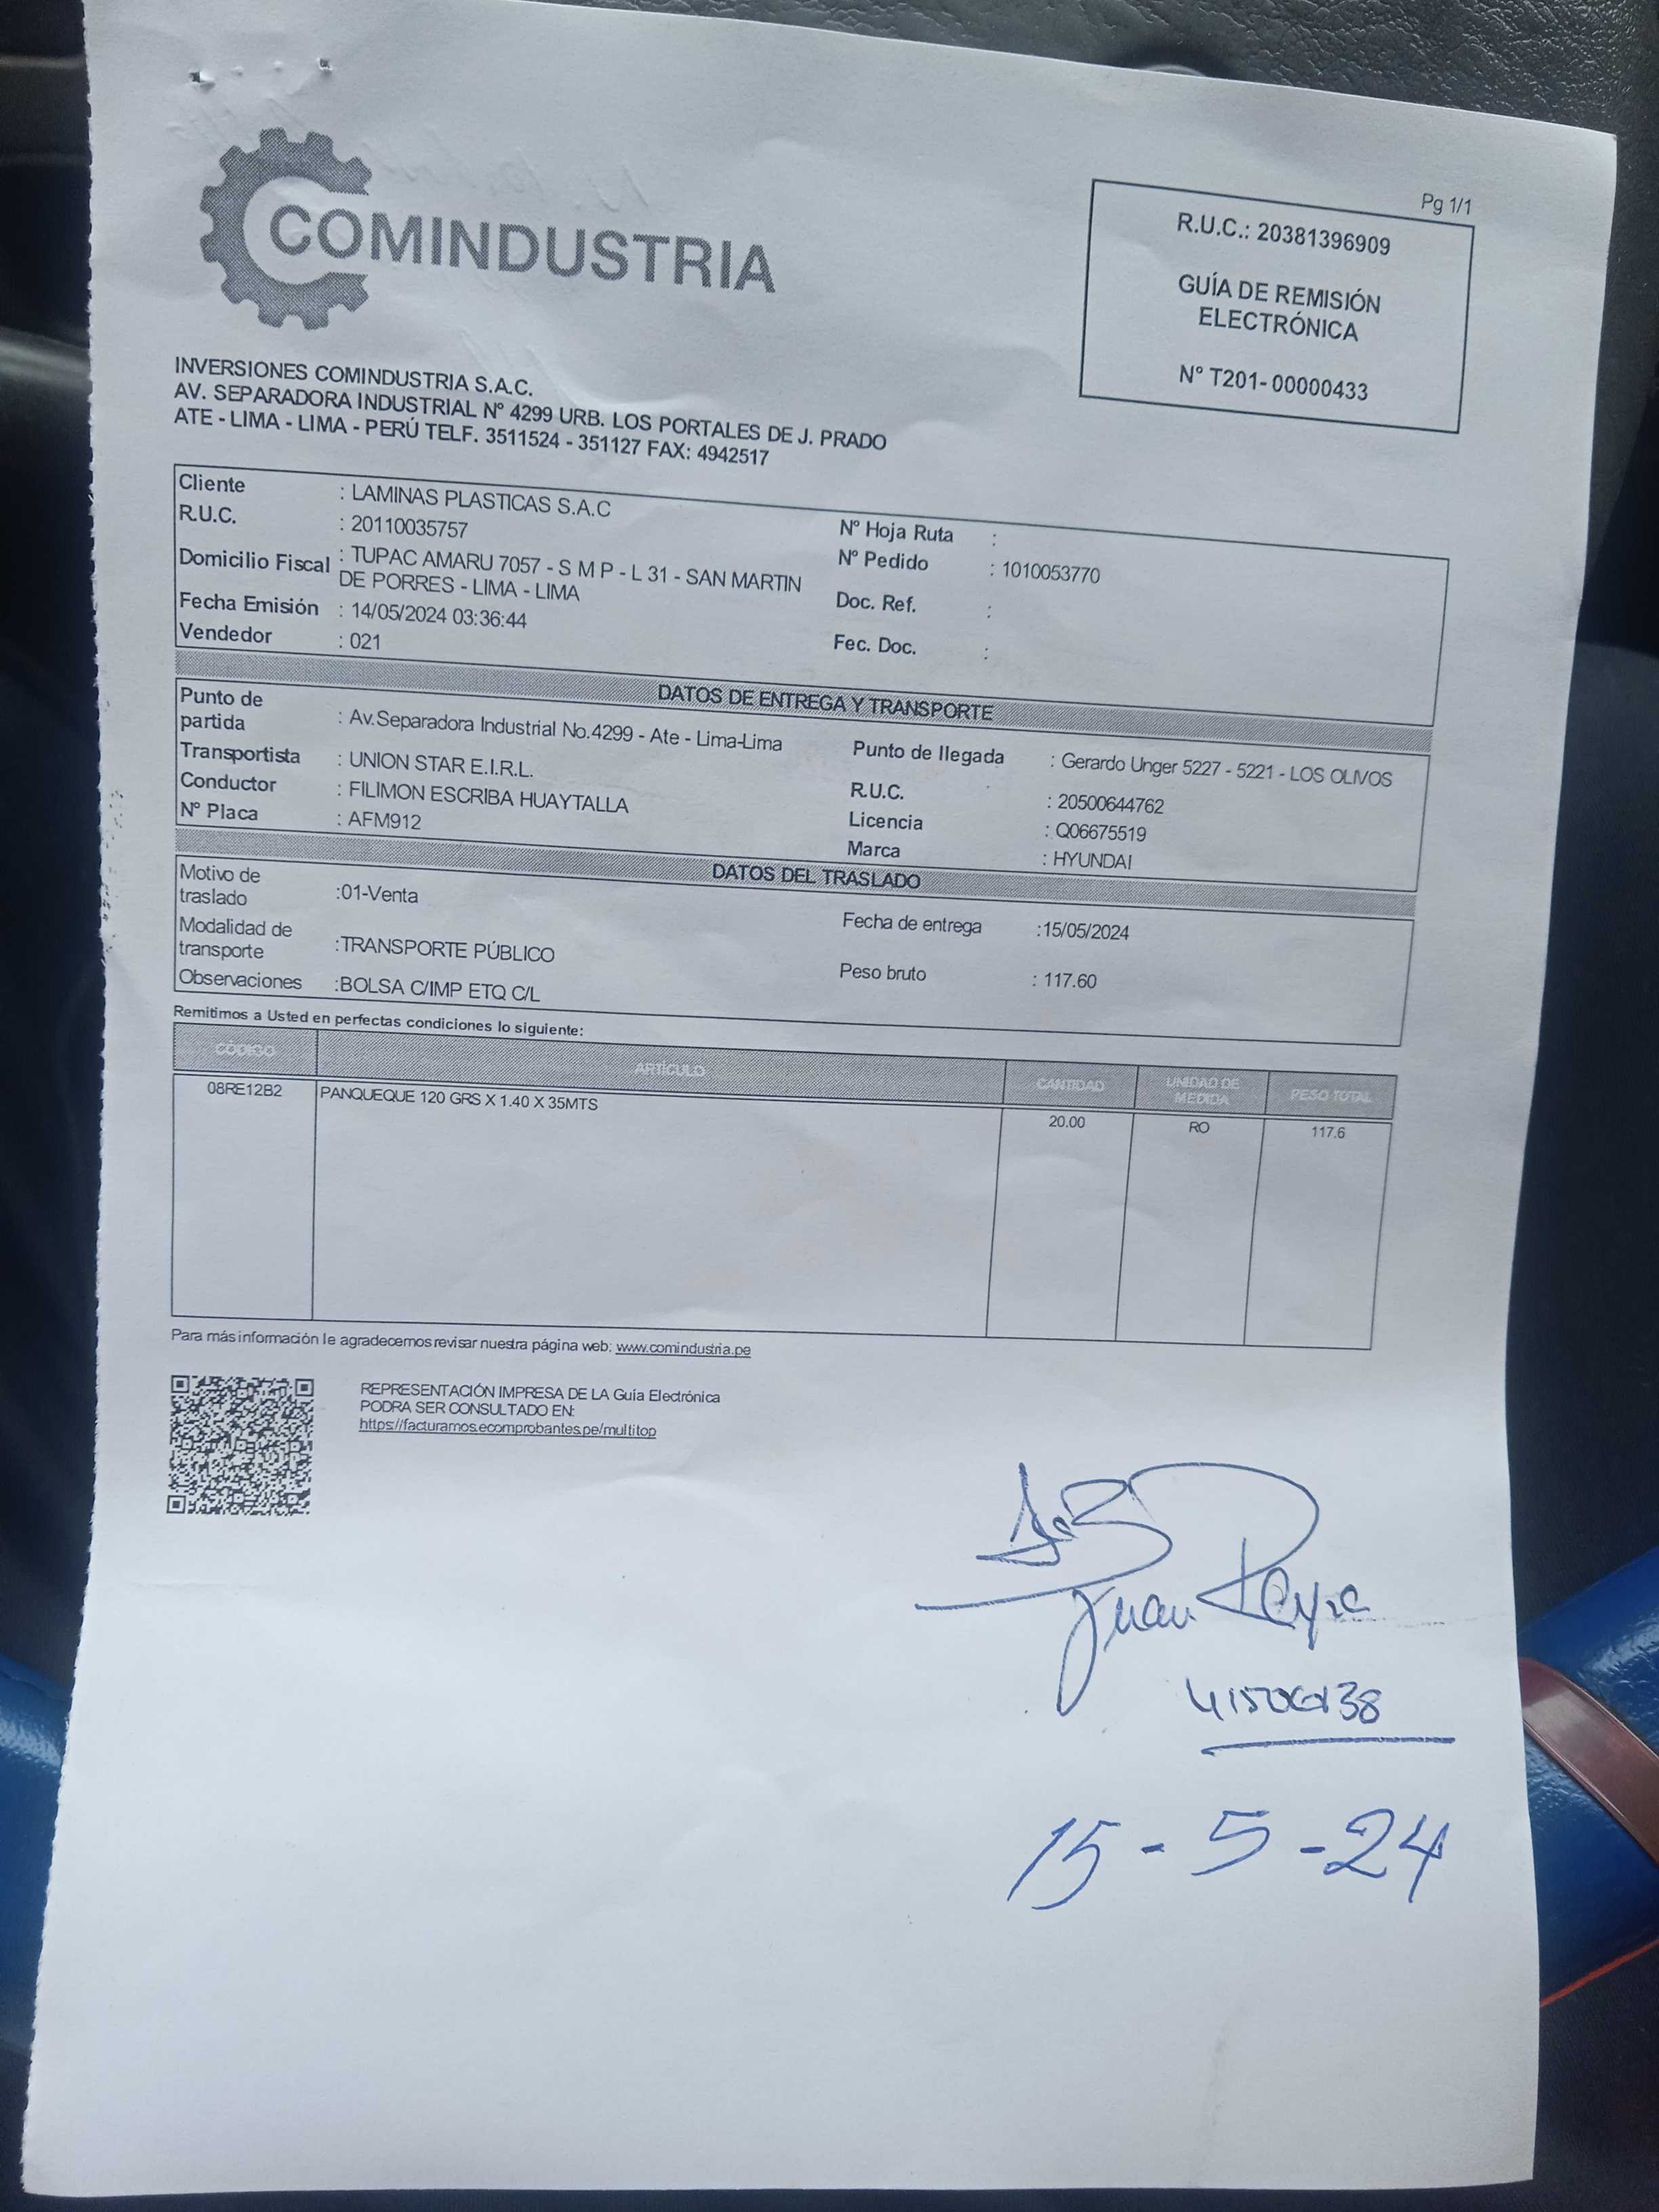 Pg 1/1
COMINDUSTRIA
R.U.C.: 20381396909
GUÍA DE REMISIÓN
ELECTRÓNICA
N° T201- 00000433
INVERSIONES COMINDUSTRIA S.A.C.
AV. SEPARADORA INDUSTRIAL Nº 4299 URB. LOS PORTALES DE J. PRADO
ATE - LIMA - LIMA - PERÚ TELF. 3511524 - 351127 FAX: 4942517
Cliente : LAMINAS PLASTICAS S.A.C
R.U.C. : 20110035757
Nº Hoja Ruta :
Domicilio Fiscal : TUPAC AMARU 7057 - S M P - L 31 - SAN MARTIN
DE PORRES - LIMA - LIMA
Nº Pedido : 1010053770
Fecha Emisión : 14/05/2024 03:36:44
Doc. Ref. :
Vendedor : 021
Fec. Doc. :
DATOS DE ENTREGA Y TRANSPORTE
Punto de
partida : Av.Separadora Industrial No.4299 - Ate - Lima-Lima
Punto de llegada : Gerardo Unger 5227 - 5221 - LOS OLIVOS
Transportista : UNION STAR E.I.R.L.
R.U.C. : 20500644762
Conductor : FILIMON ESCRIBA HUAYTALLA
Licencia : Q06675519
N° Placa : AFM912
Marca : HYUNDAI
DATOS DEL TRASLADO
Motivo de
traslado :01-Venta
Fecha de entrega :15/05/2024
Modalidad de
transporte :TRANSPORTE PÚBLICO
Peso bruto : 117.60
Observaciones :BOLSA C/IMP ETQ C/L
Remitimos a Usted en perfectas condiciones lo siguiente:
CÓDIGO ARTÍCULO CANTIDAD UNIDAD DE MEDIDA PESO TOTAL
08RE12B2 PANQUEQUE 120 GRS X 1.40 X 35MTS 20.00 RO 117.6
Para más información le agradecemos revisar nuestra página web: www.comindustria.pe
REPRESENTACIÓN IMPRESA DE LA Guia Electrónica
PODRA SER CONSULTADO EN:
https://facturamos.ecomprobantes.pe/multitop
Juan
15-5-24